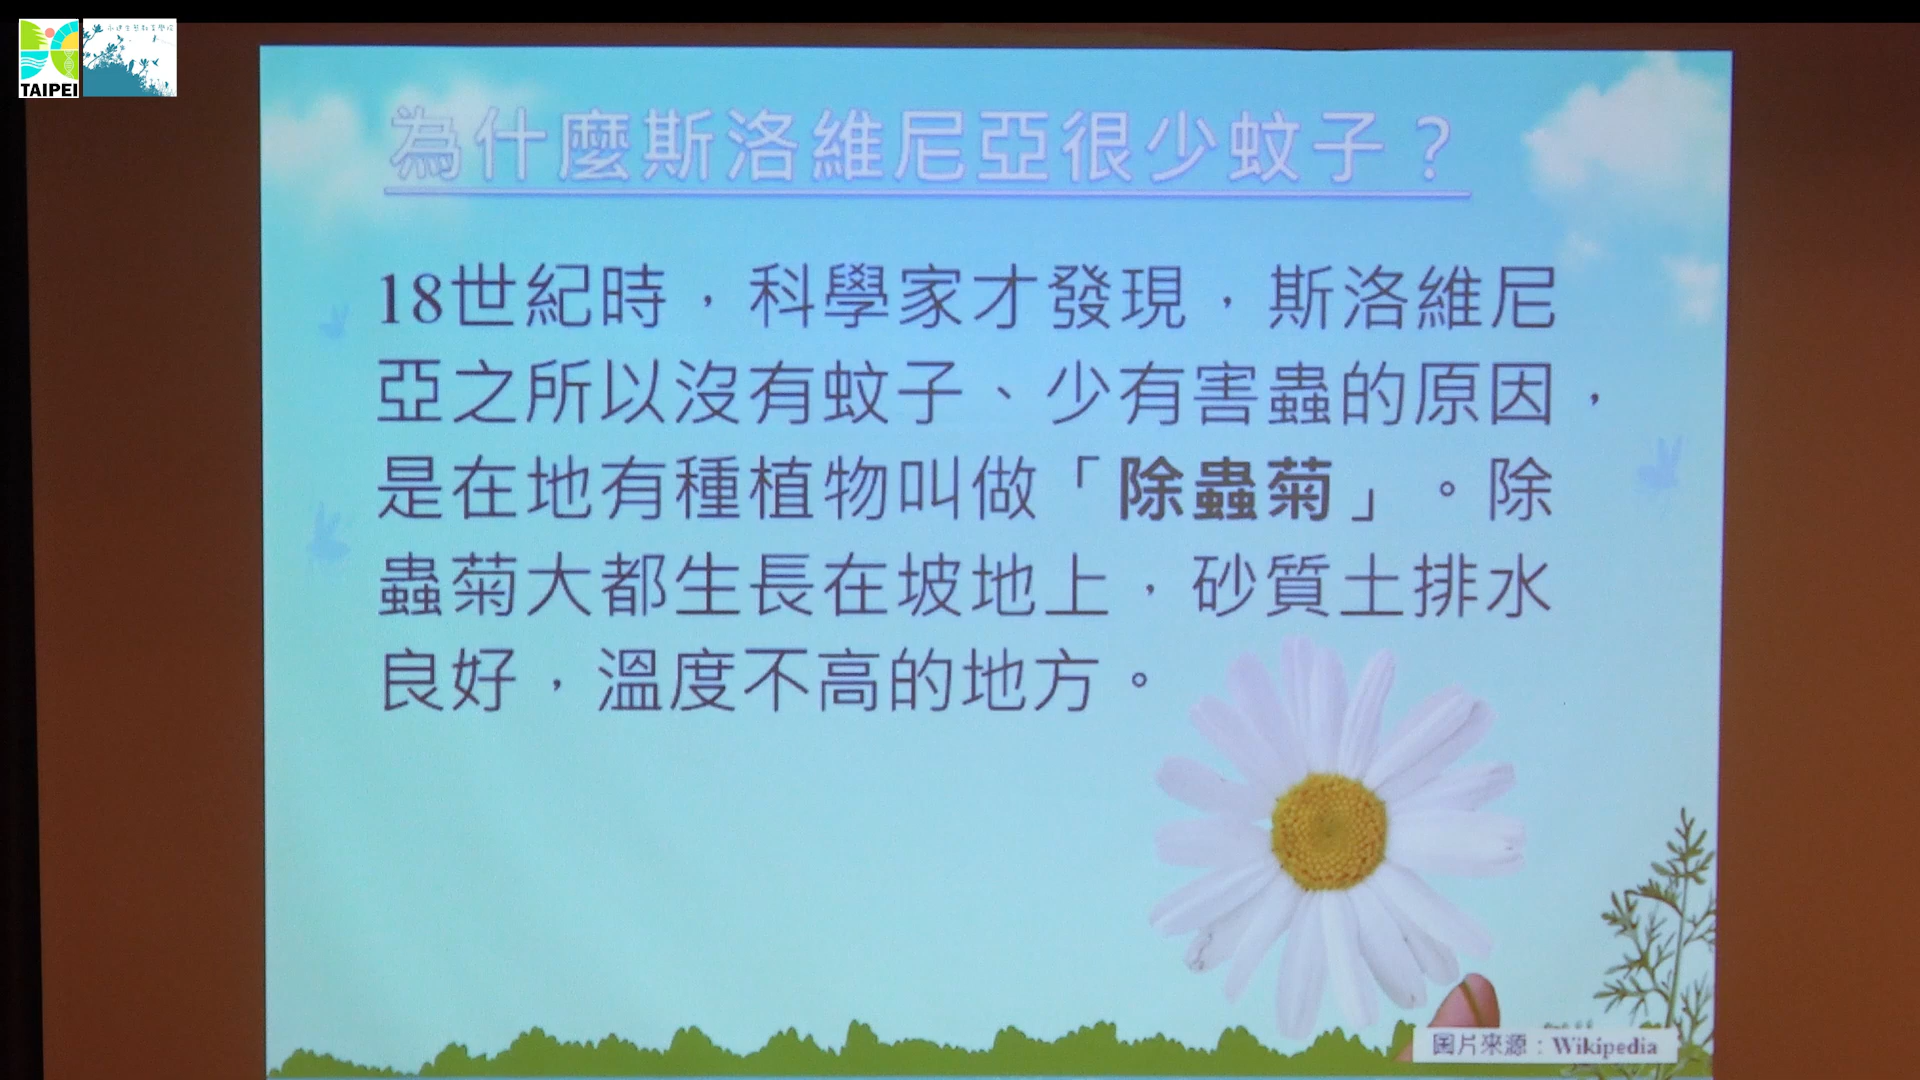 TAIPEI
為什麼斯洛維尼亞很少蚊子？
18世紀時，科學家才發現，斯洛維尼
亞之所以沒有蚊子、少有害蟲的原因，
是在地有種植物叫做「除蟲菊」。除
蟲菊大都生長在坡地上，砂質土排水
良好，溫度不高的地方。
圖片來源：Wikipedia